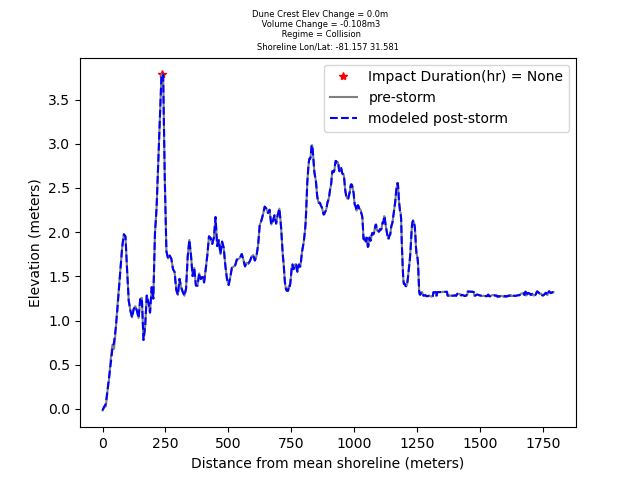 Dune Crest Elev Change = 0.0m
Volume Change = -0.108m3
Regime = Collision
Shoreline Lon/Lat: -81.157 31.581
Impact Duration(hr) = None
pre-storm
modeled post-storm
3.5
3.0
2.5
2.0
1.5
1.0
0.5
0.0
Elevation (meters)
0 250 500 750 1000 1250 1500 1750
Distance from mean shoreline (meters)